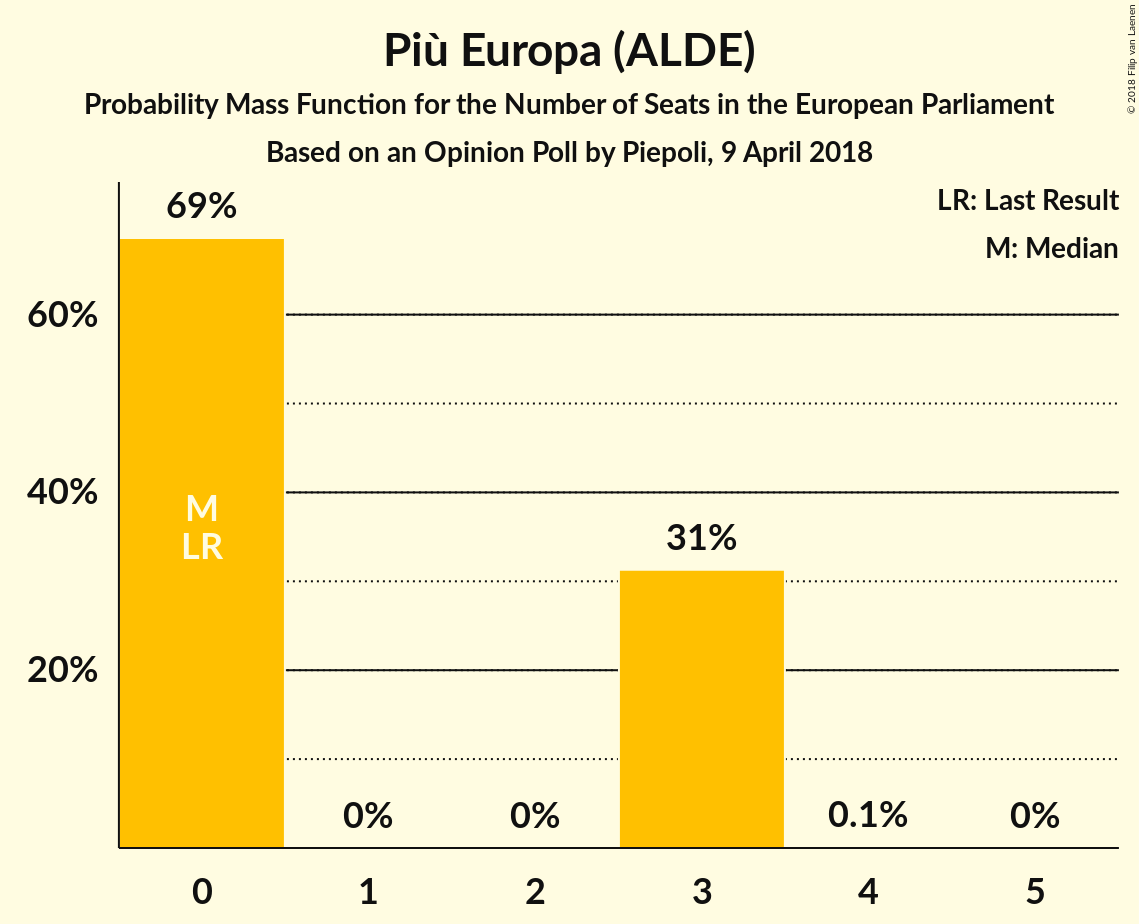 Più Europa (ALDE)
Probability Mass Function for the Number of Seats in the European Parliament
Based on an Opinion Poll by Piepoli, 9 April 2018
© 2018 Filip van Laenen
LR: Last Result
M: Median
69%
60%
40%
20%
M
LR
31%
0%
0%
0.1%
0%
0
1
2
3
4
5